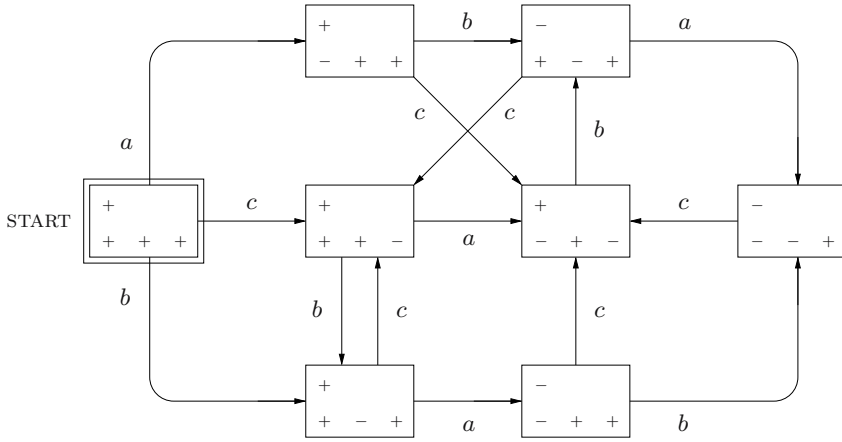 + b − a
− + + + − +
c c
a b
+ + + −
START c c
+ + + + + − a − + − − − +
b b c c
+ −
+ − + a − + + b